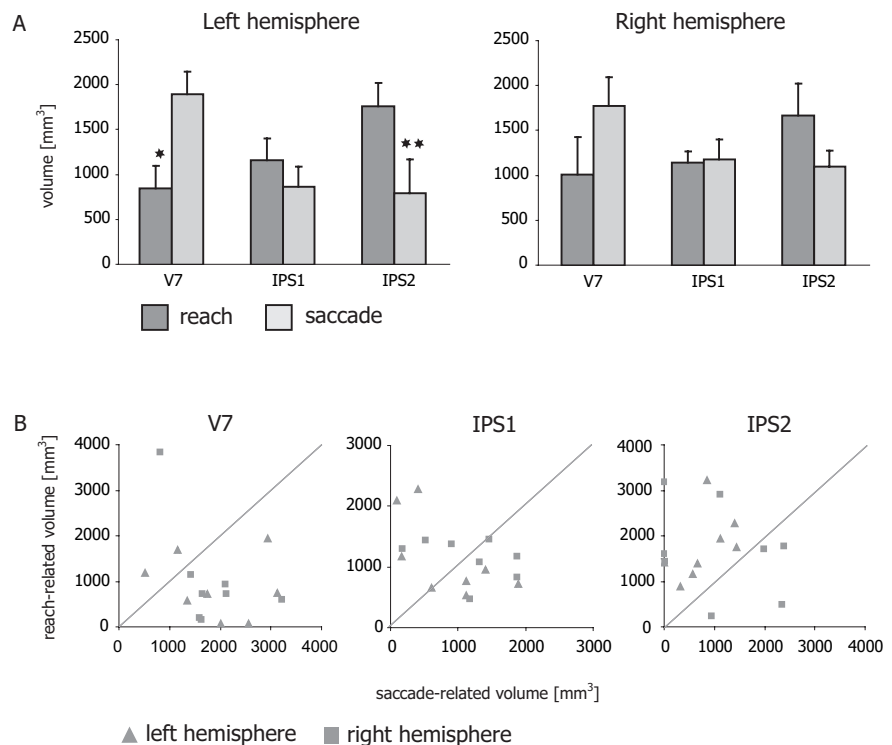 A
Left hemisphere
Right hemisphere
volume [mm³]
2500
2000
1500
1000
500
0
V7
IPS1
IPS2
2500
2000
1500
1000
500
0
V7
IPS1
IPS2
reach
saccade
B
V7
IPS1
IPS2
reach-related volume [mm³]
4000
3000
2000
1000
0
0 1000 2000 3000 4000
3000
2000
1000
0
0 1000 2000 3000
4000
3000
2000
1000
0
0 1000 2000 3000 4000
saccade-related volume [mm³]
left hemisphere
right hemisphere